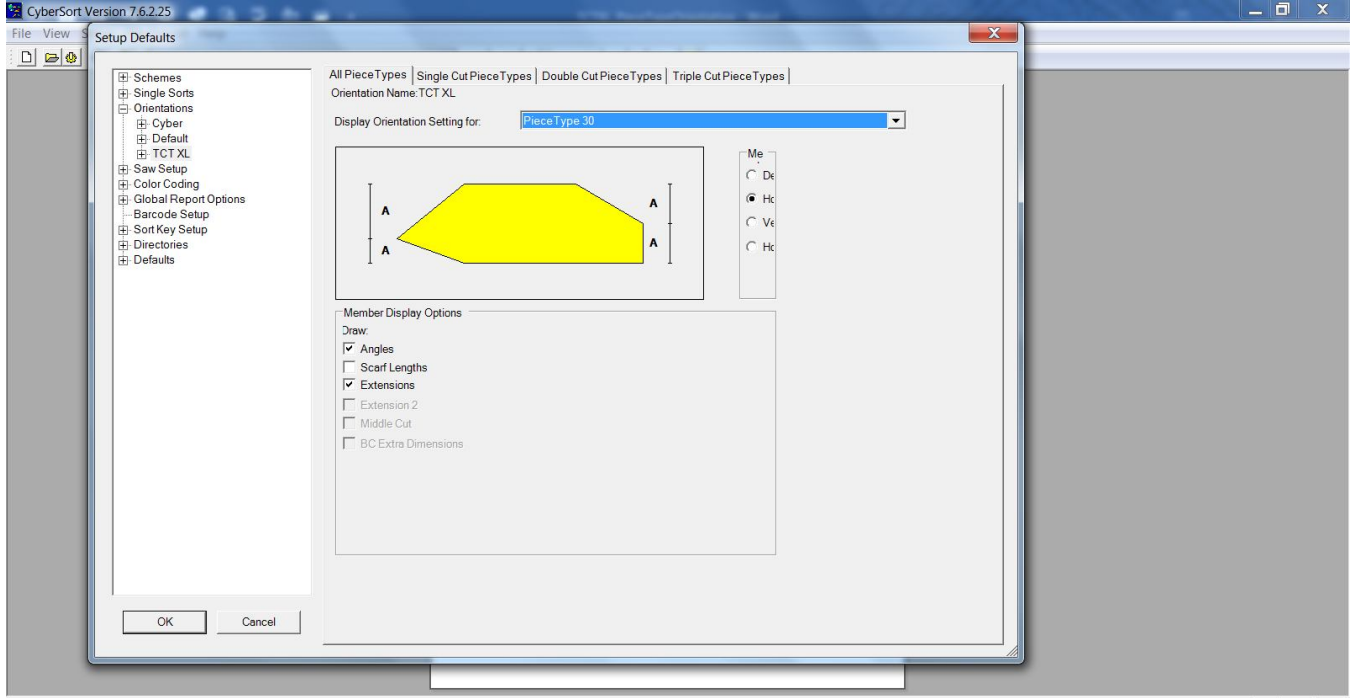 CyberSort Version 7.6.2.25
File View
Setup Defaults
Schemes
Single Sorts
Orientations
Cyber
Default
TCT XL
Saw Setup
Color Coding
Global Report Options
Barcode Setup
Sort Key Setup
Directories
Defaults
OK Cancel
All PieceTypes Single Cut PieceTypes Double Cut PieceTypes Triple Cut PieceTypes
Orientation Name:TCT XL
Display Orientation Setting for: PieceType 30
A A
A A
Me
De
Ho
Ve
Ho
Member Display Options
Draw:
Angles
Scarf Lengths
Extensions
Extension 2
Middle Cut
BC Extra Dimensions